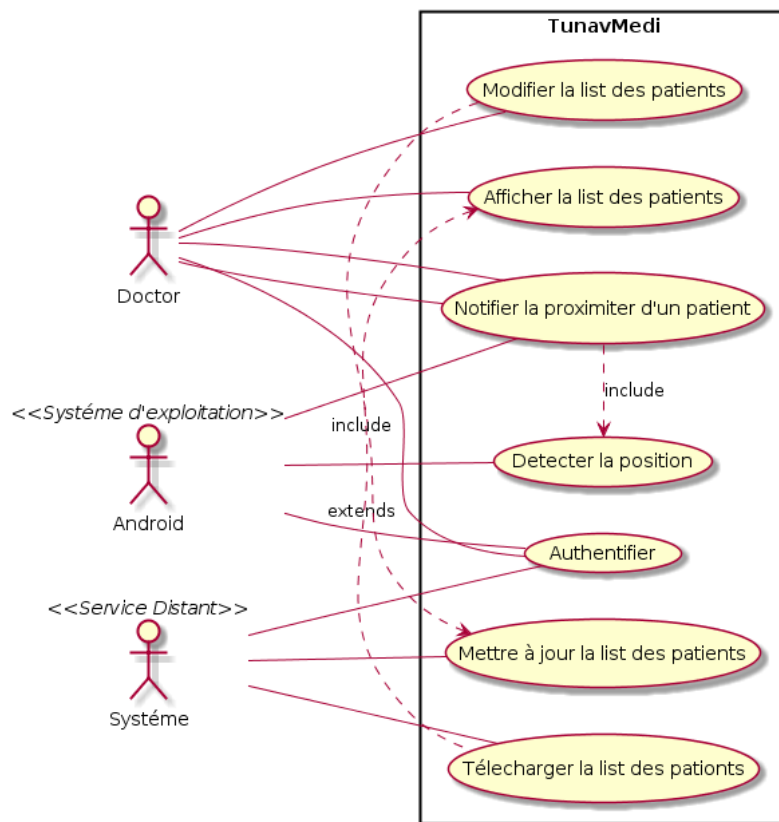 TunavMedi
Modifier la list des patients
Afficher la list des patients
Doctor
Notifier la proximiter d'un patient
<<Systéme d'exploitation>>
include
include
Detecter la position
Android
extends
Authentifier
<<Service Distant>>
Mettre à jour la list des patients
Systéme
Télecharger la list des pationts